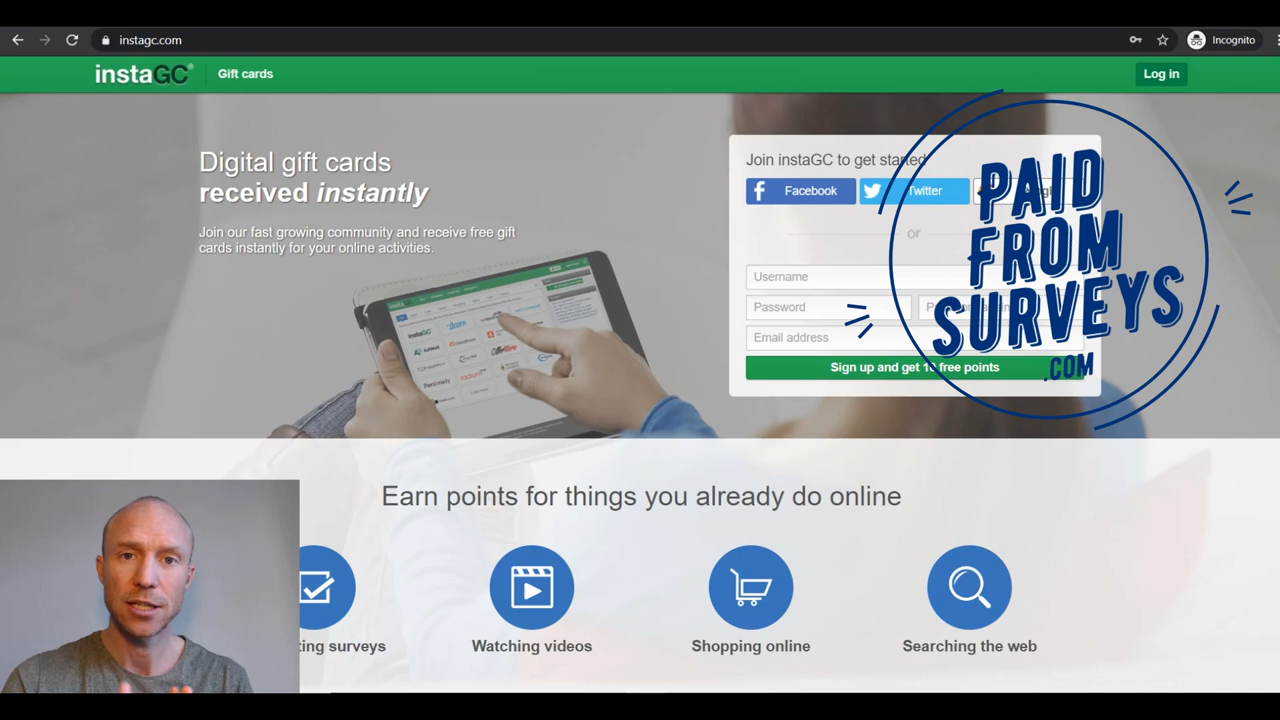 instagc.com
Incognito
instaGC
Gift cards
Log in
Digital gift cards
received instantly
Join our fast growing community and receive free gift
cards instantly for your online activities.
Join instaGC to get started
Facebook
Twitter
or
Username
Password
Email address
Sign up and get 10 free points
PAID
FROM
SURVEYS
.COM
Earn points for things you already do online
surveys
Watching videos
Shopping online
Searching the web